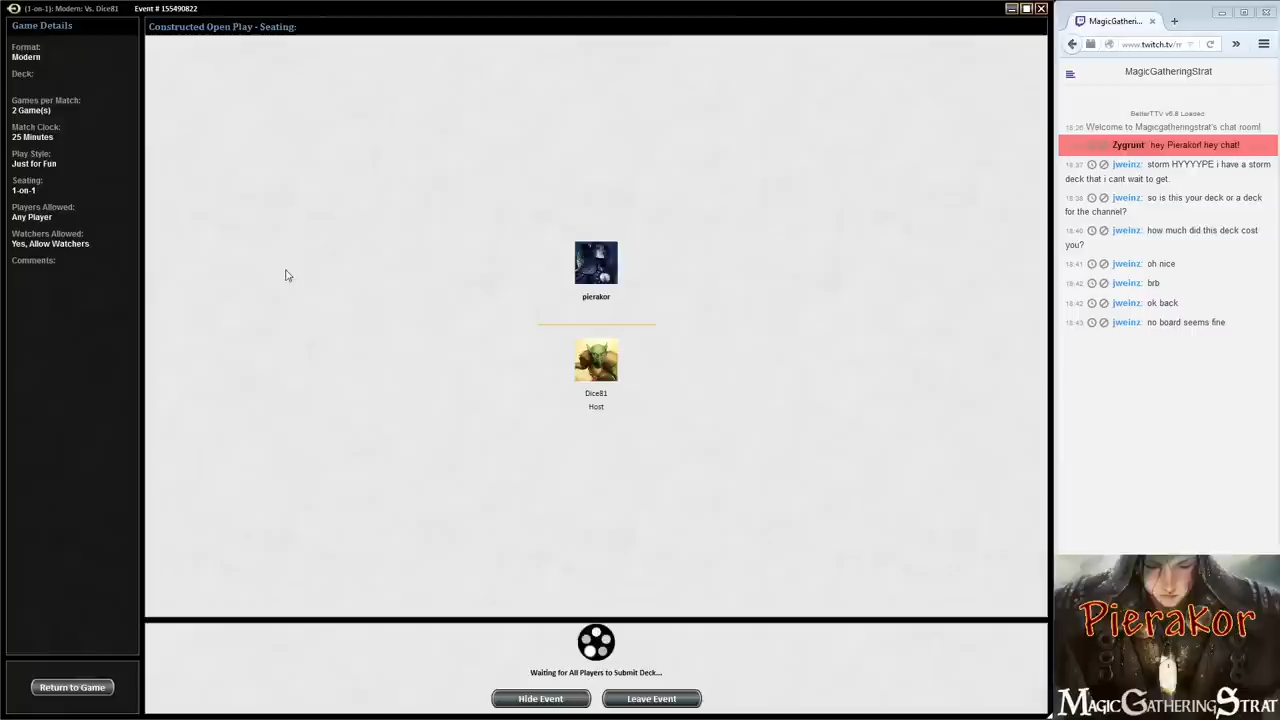 (1-on-1): Modern: Vs. Dice81 Event # 155490822
Game Details
Format:
Modern
Deck:
Games per Match:
2 Game(s)
Match Clock:
25 Minutes
Play Style:
Just for Fun
Seating:
1-on-1
Players Allowed:
Any Player
Watchers Allowed:
Yes, Allow Watchers
Comments:
Return to Game
Constructed Open Play - Seating:
pierakor
Dice81
Host
Waiting for All Players to Submit Deck...
Hide Event
Leave Event
MagicGatheri...
www.twitch.tv/m
MagicGatheringStrat
BetterTTV v6.8 Loaded
18:26 Welcome to Magicgatheringstrat's chat room!
Zygrunt: hey Pierakor! hey chat!
18:37 jweinz: storm HYYYYPE i have a storm
deck that i cant wait to get.
18:38 jweinz: so is this your deck or a deck
for the channel?
18:40 jweinz: how much did this deck cost
you?
18:41 jweinz: oh nice
18:42 jweinz: brb
18:42 jweinz: ok back
18:43 jweinz: no board seems fine
Pierakor
MagicGatheringStrat